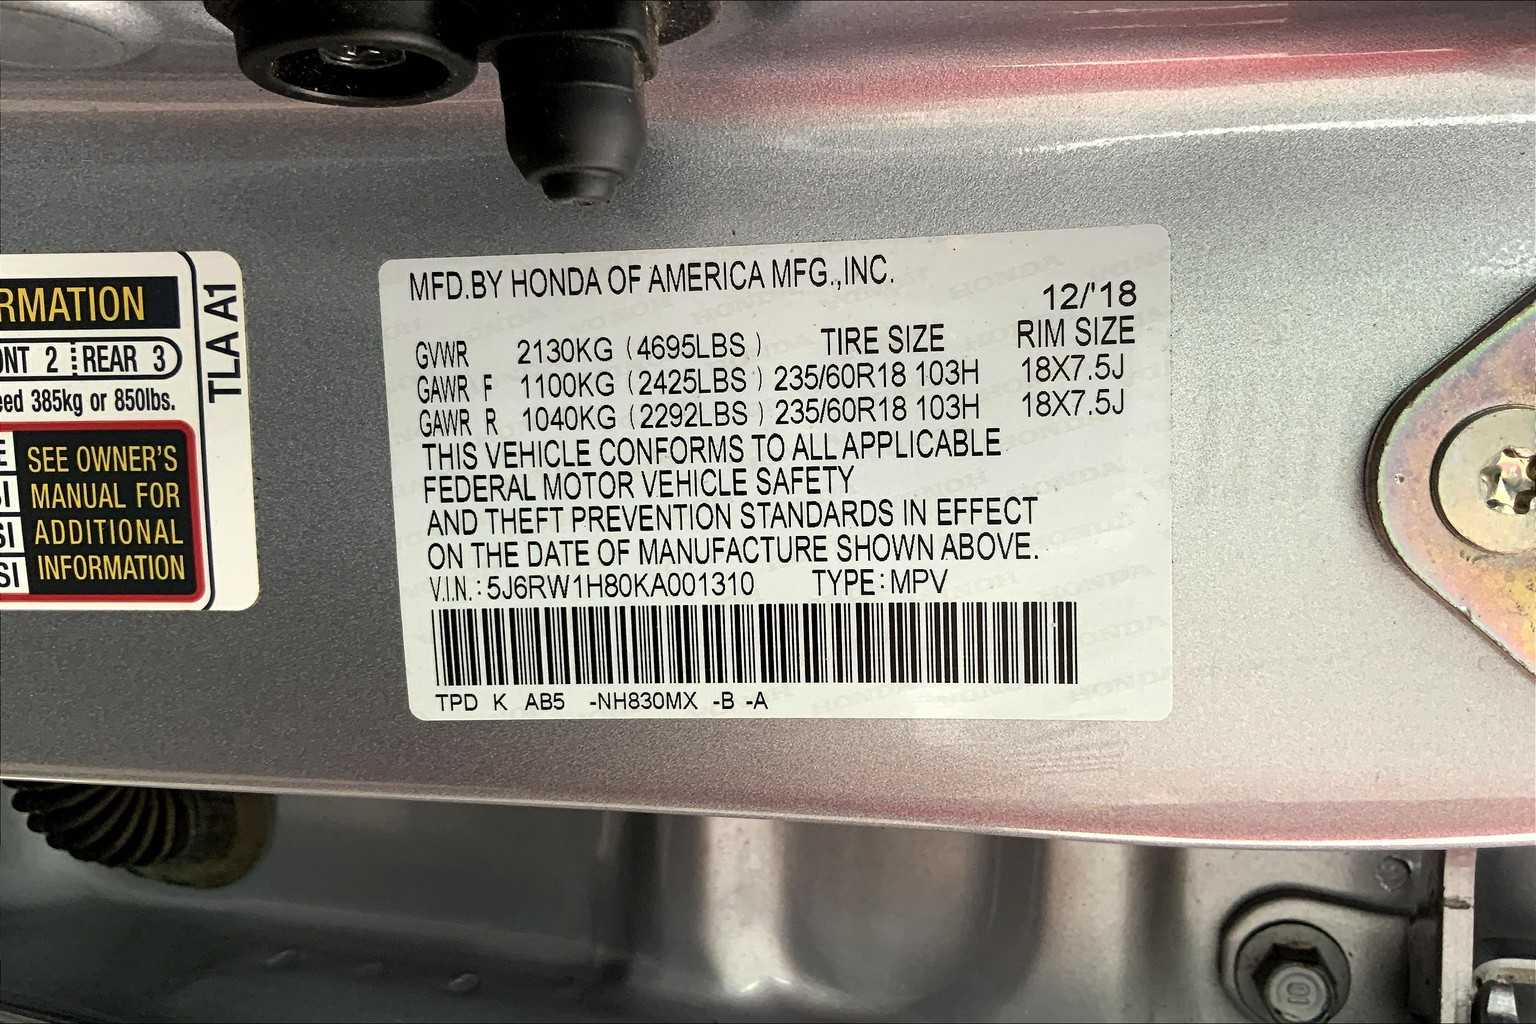 RMATION
ONT 2 REAR 3
eed 385kg or 850lbs.
SEE OWNER'S
MANUAL FOR
ADDITIONAL
INFORMATION
E
SI
SI
SI
TLA A1
MFD.BY HONDA OF AMERICA MFG.,INC.
12/'18
GVWR 2130KG (4695LBS) TIRE SIZE RIM SIZE
GAWR F 1100KG (2425LBS) 235/60R18 103H 18X7.5J
GAWR R 1040KG (2292LBS) 235/60R18 103H 18X7.5J
THIS VEHICLE CONFORMS TO ALL APPLICABLE
FEDERAL MOTOR VEHICLE SAFETY
AND THEFT PREVENTION STANDARDS IN EFFECT
ON THE DATE OF MANUFACTURE SHOWN ABOVE.
V.I.N.: 5J6RW1H80KA001310 TYPE: MPV
TPD K AB5 -NH830MX -B -A